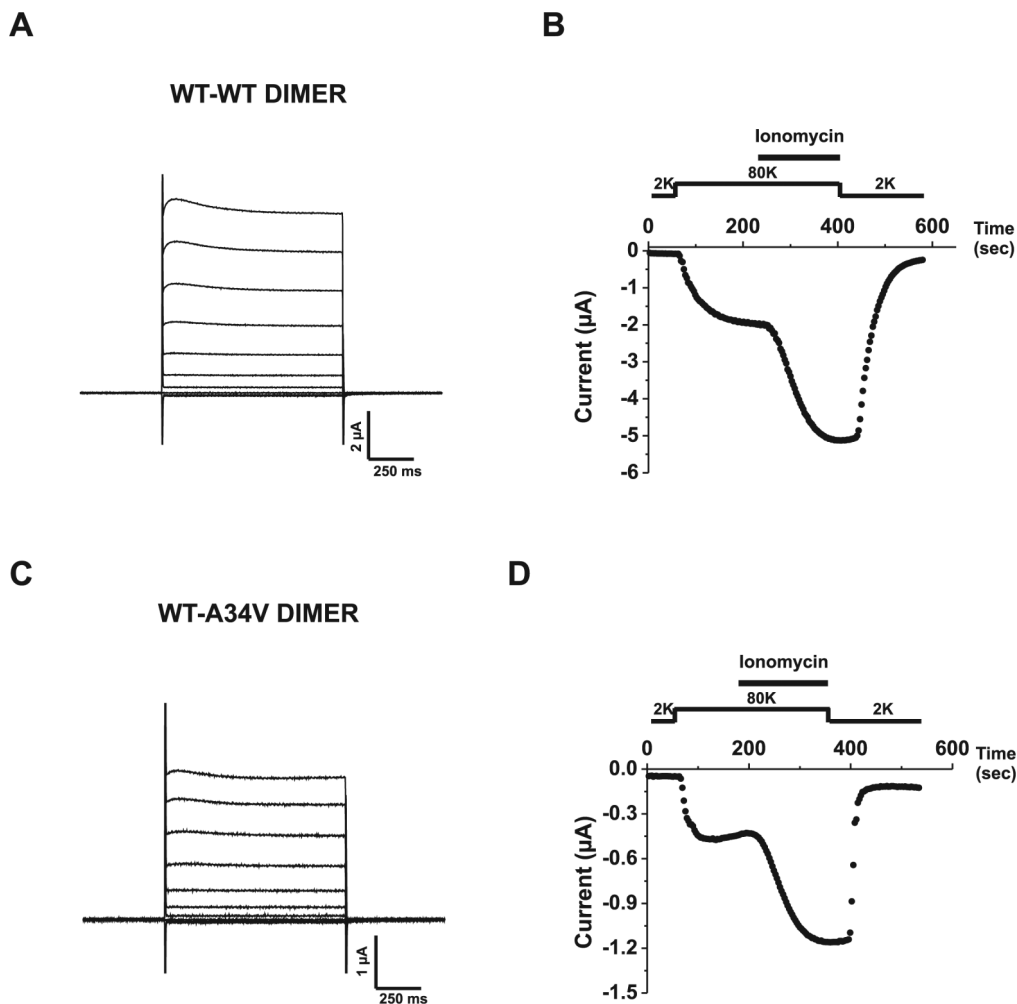 A
B
WT-WT DIMER
Ionomycin
2K
80K
2K
0
200
400
600
Time
(sec)
0
-1
-2
-3
-4
-5
-6
Current (µA)
2 µA
250 ms
C
D
WT-A34V DIMER
Ionomycin
2K
80K
2K
0
200
400
600
Time
(sec)
0.0
-0.3
-0.6
-0.9
-1.2
-1.5
Current (µA)
1 µA
250 ms